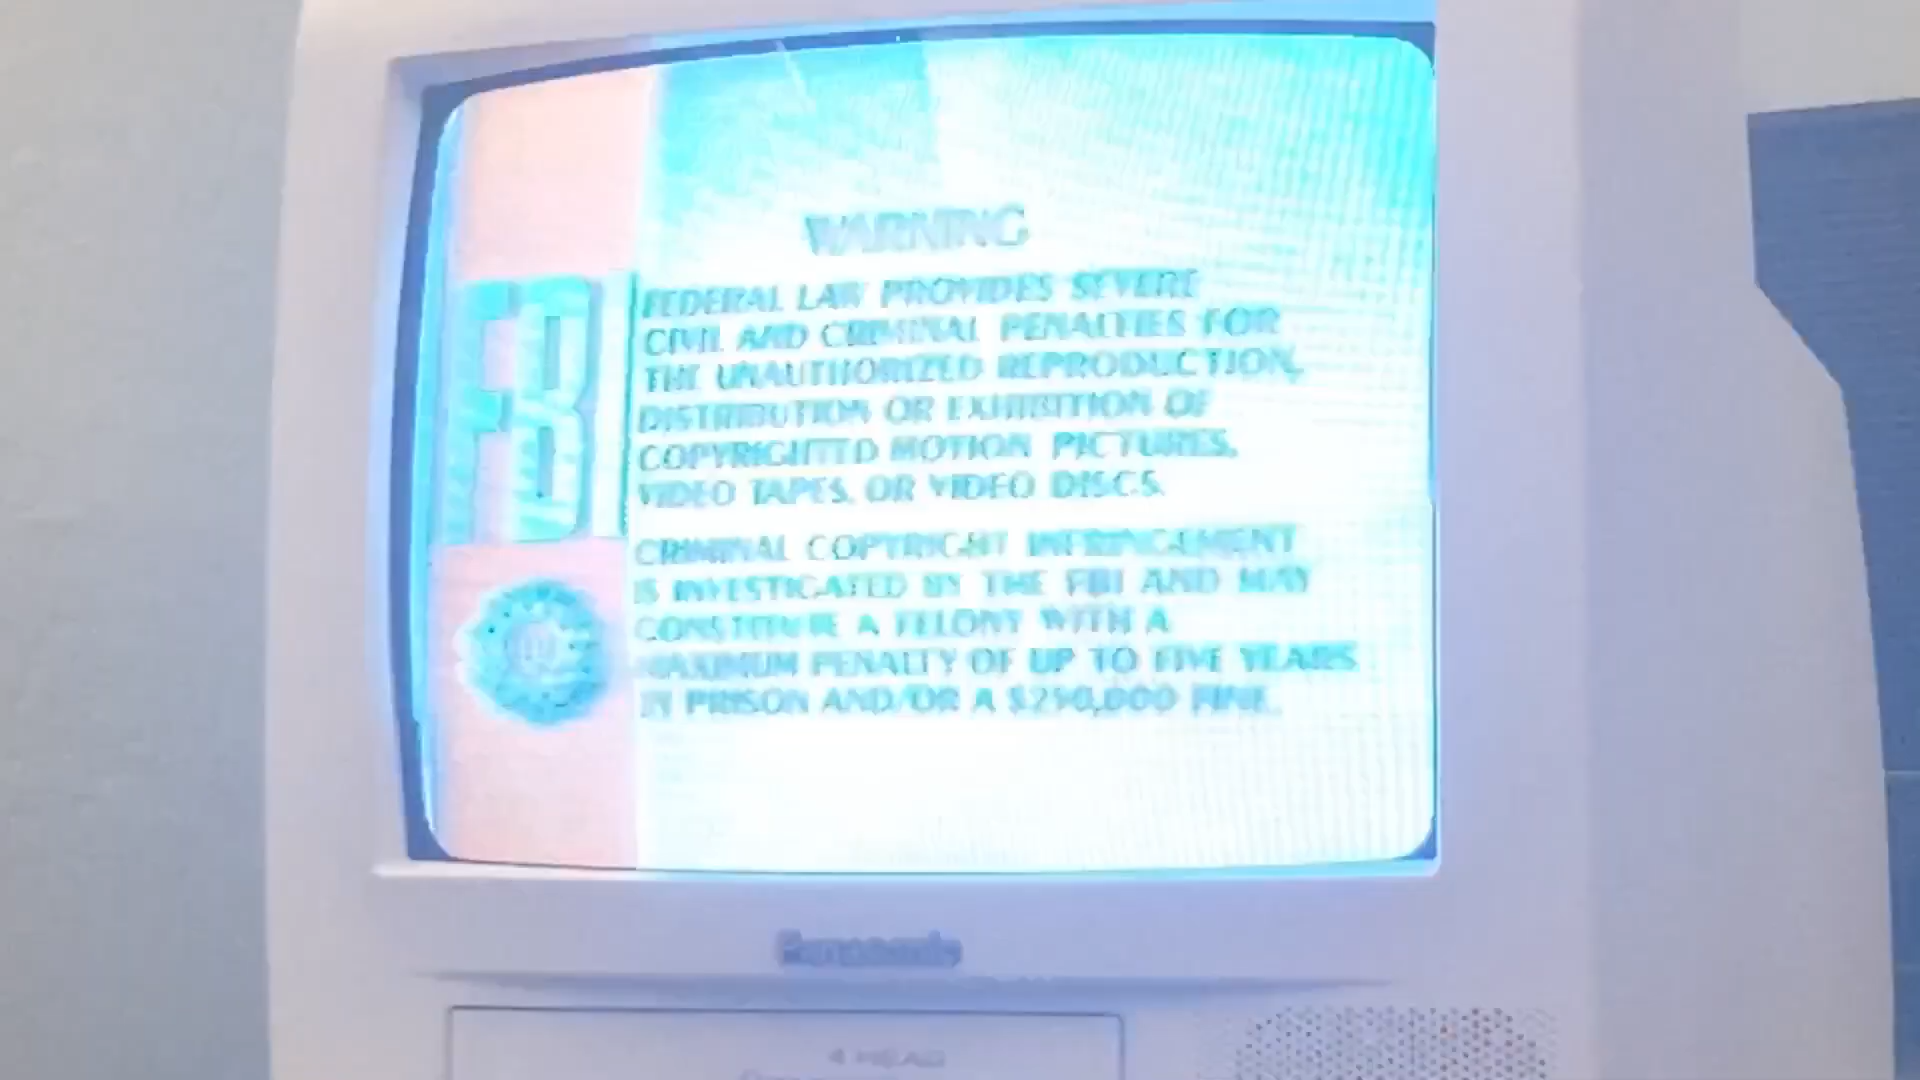 WARNING
FBI
FEDERAL LAW PROVIDES SEVERE
CIVIL AND CRIMINAL PENALTIES FOR
THE UNAUTHORIZED REPRODUCTION,
DISTRIBUTION OR EXHIBITION OF
COPYRIGHTED MOTION PICTURES,
VIDEO TAPES, OR VIDEO DISCS.
CRIMINAL COPYRIGHT INFRINGEMENT
IS INVESTIGATED BY THE FBI AND MAY
CONSTITUTE A FELONY WITH A
MAXIMUM PENALTY OF UP TO FIVE YEARS
IN PRISON AND/OR A $250,000 FINE.
Panasonic
4 HEAD